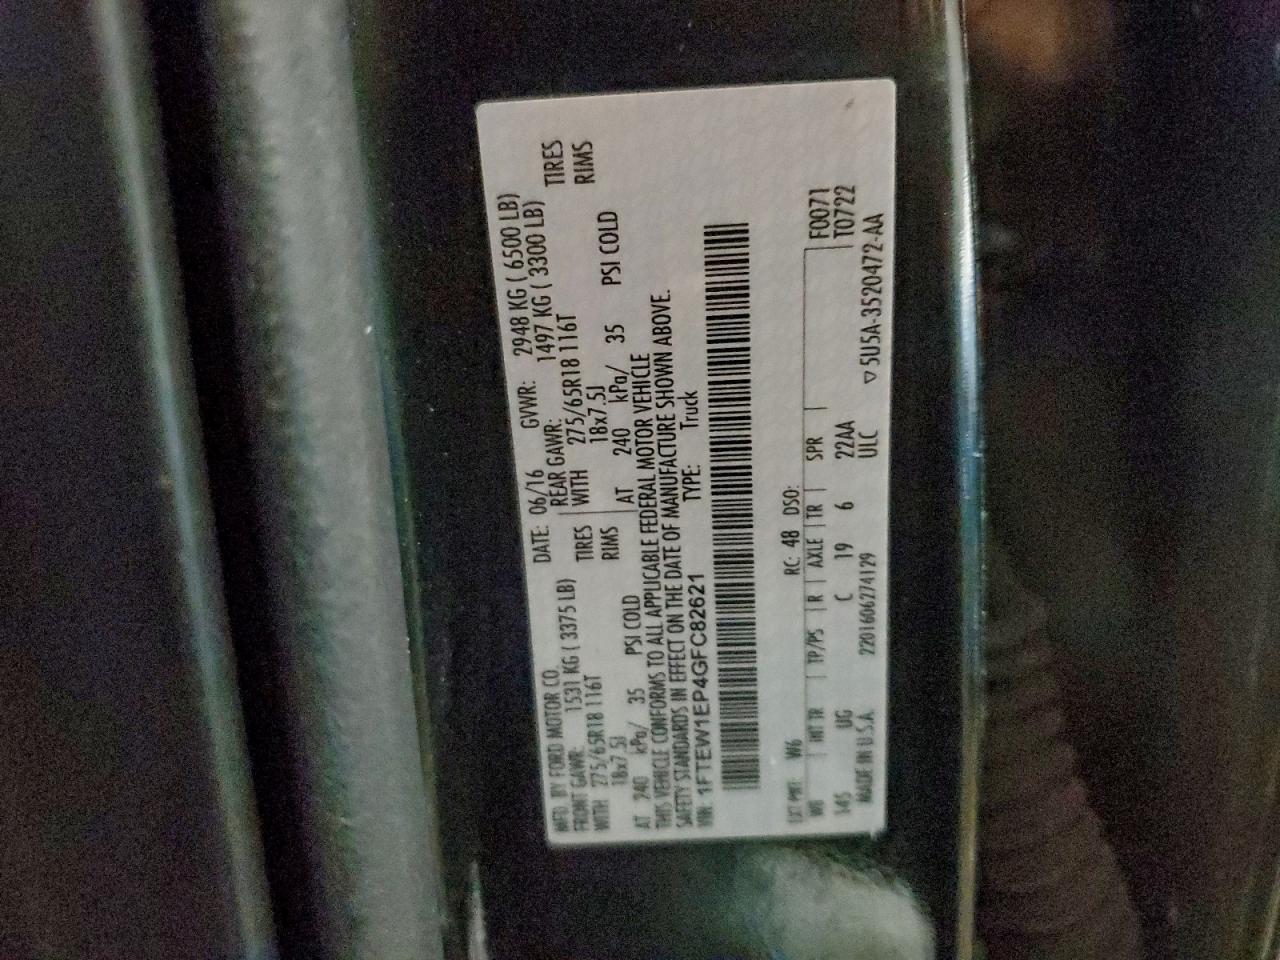 MFD. BY FORD MOTOR CO. DATE: 06/16 GVWR: 2948 KG ( 6500 LB)
FRONT GAWR: 1531 KG ( 3375 LB) REAR GAWR: 1497 KG ( 3300 LB)
WITH 275/65R18 116T TIRES WITH 275/65R18 116T TIRES
18x7.5J RIMS 18x7.5J RIMS
AT 240 kPa/ 35 PSI COLD AT 240 kPa/ 35 PSI COLD
THIS VEHICLE CONFORMS TO ALL APPLICABLE FEDERAL MOTOR VEHICLE
SAFETY STANDARDS IN EFFECT ON THE DATE OF MANUFACTURE SHOWN ABOVE.
VIN: 1FTEW1EP4GFC82621 TYPE: Truck
EXT PNT: W6 RC: 48 DSO:
WB INT TR TP/PS R AXLE TR SPR F0071
145 UG C 19 6 22AA T0722
ULC
MADE IN U.S.A. 2201606274129 ▽5U5A-3520472-AA